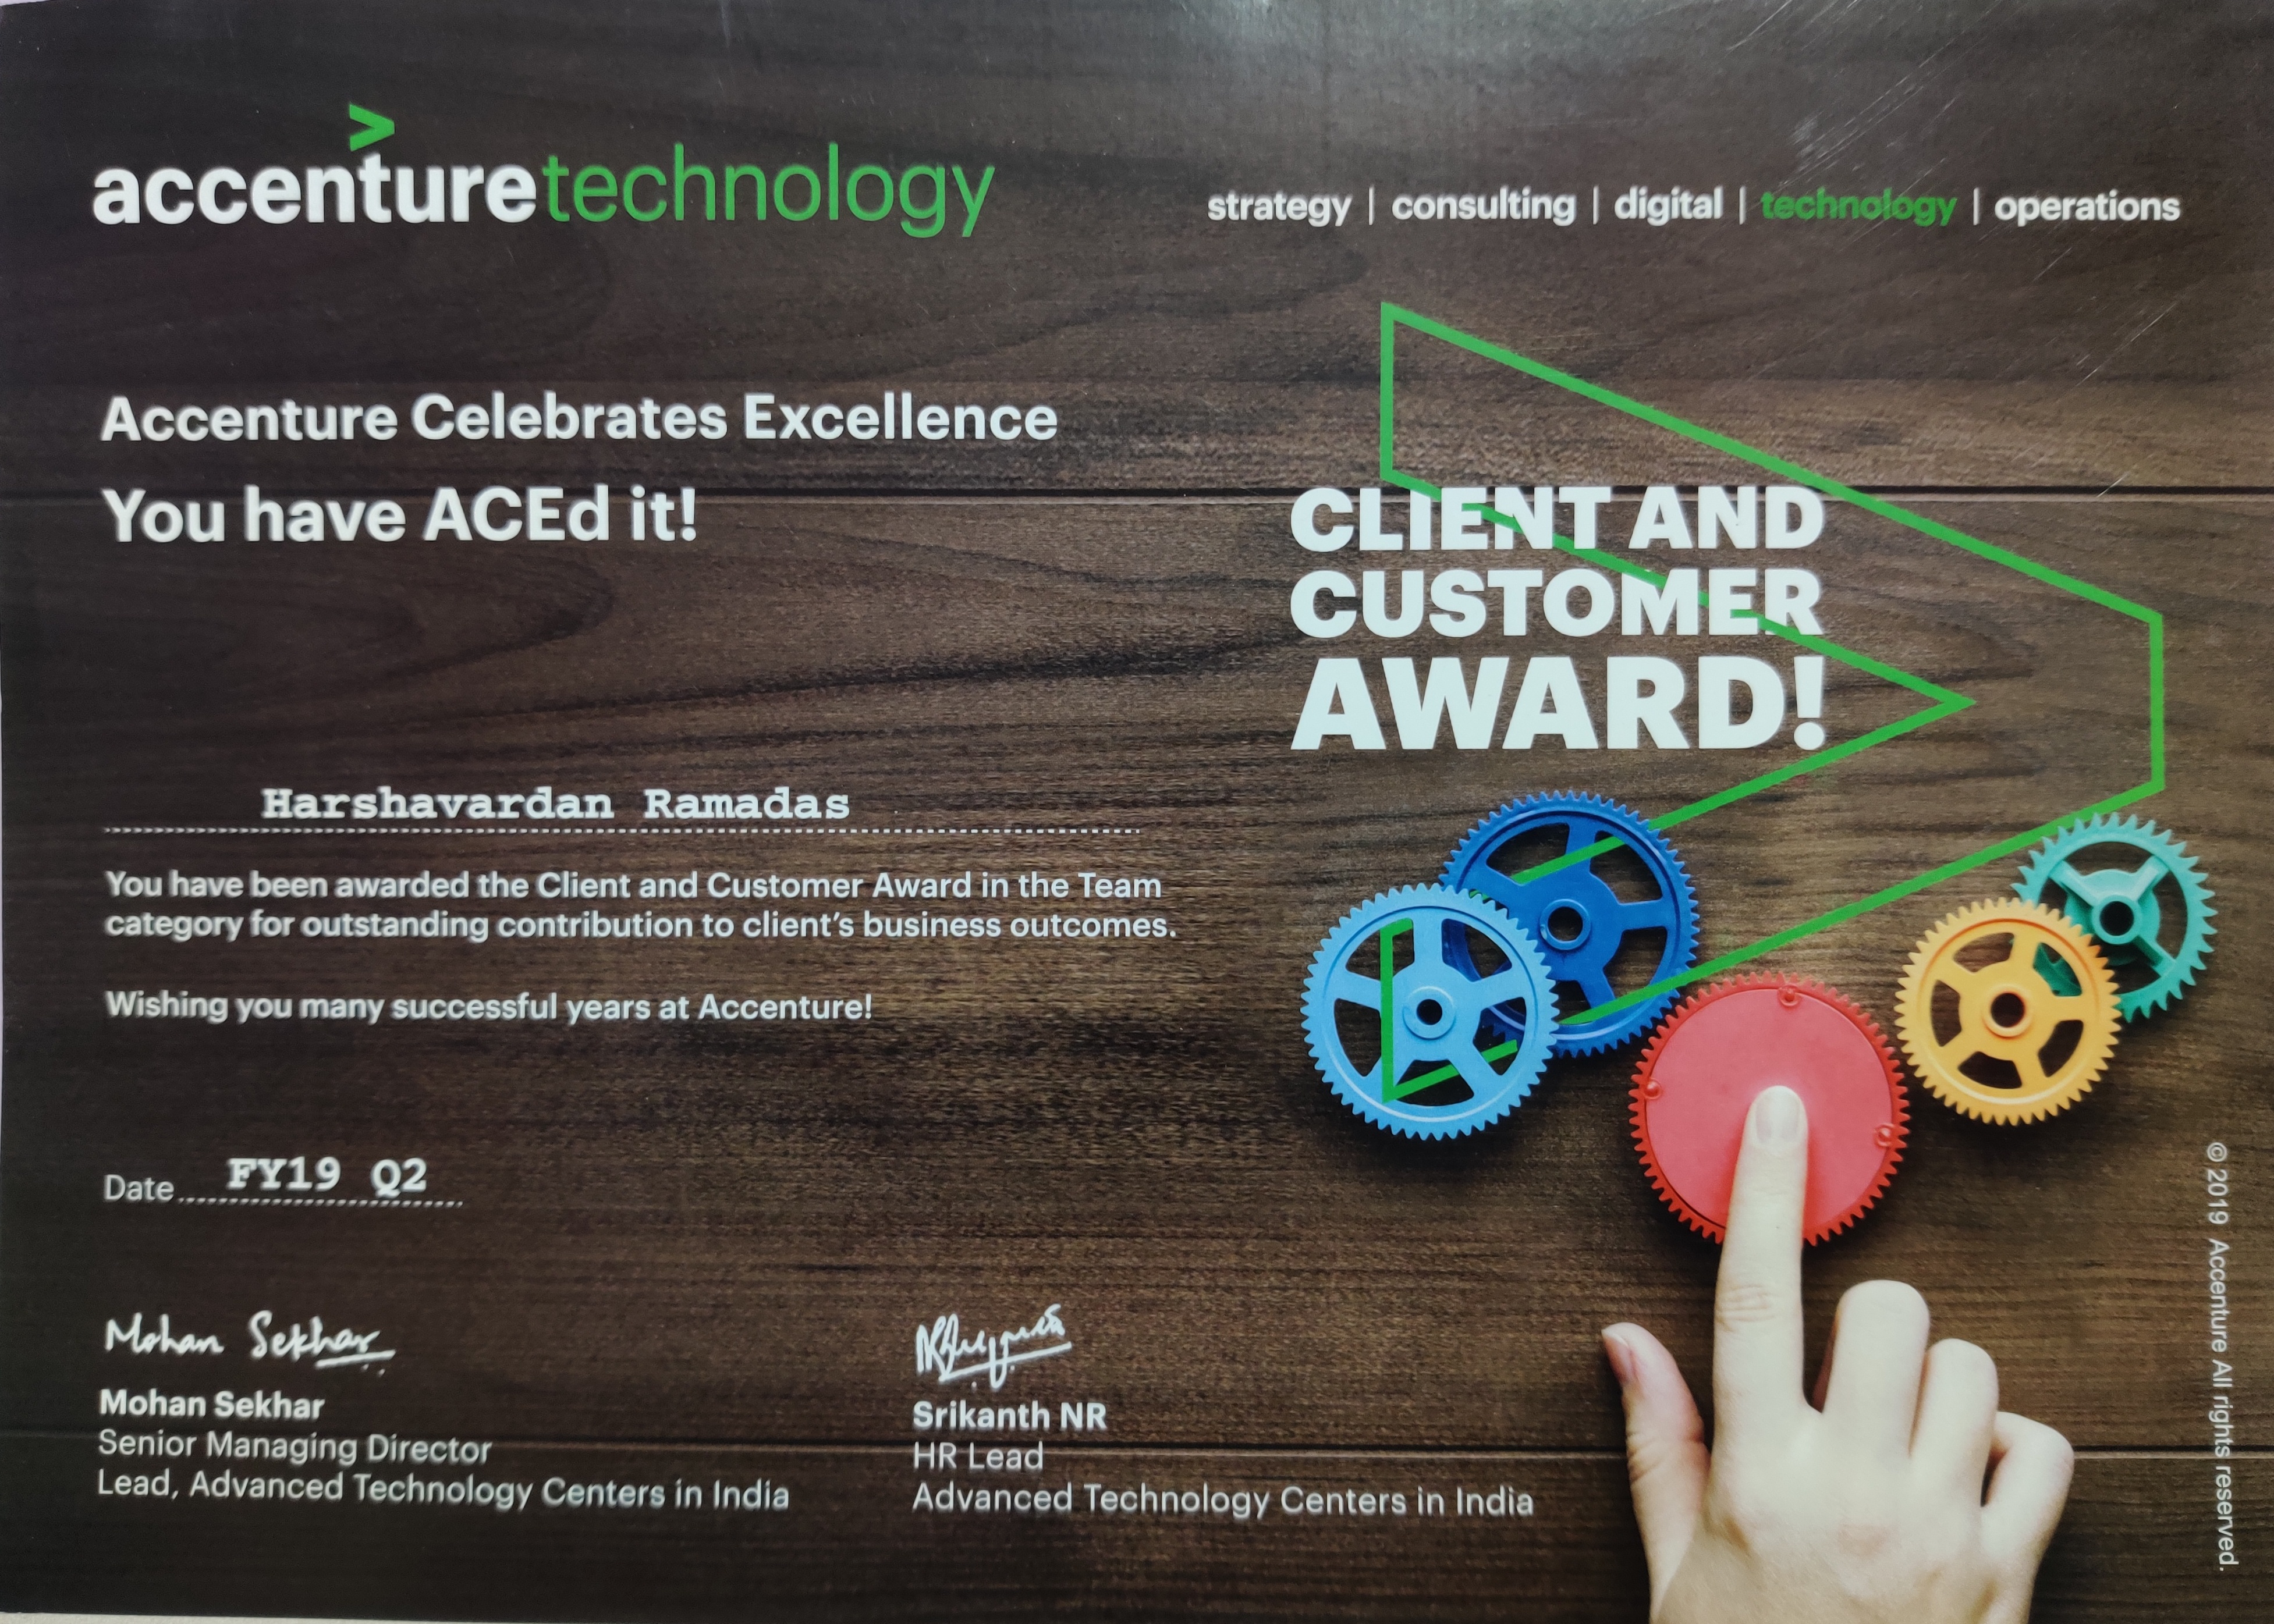 >
accenturetechnology
strategy | consulting | digital | technology | operations
Accenture Celebrates Excellence
You have ACEd it!
CLIENT AND
CUSTOMER
AWARD!
Harshavardan Ramadas
You have been awarded the Client and Customer Award in the Team
category for outstanding contribution to client's business outcomes.
Wishing you many successful years at Accenture!
Date FY19 Q2
Mohan Sekhar
Mohan Sekhar
Senior Managing Director
Lead, Advanced Technology Centers in India
Srikanth NR
HR Lead
Advanced Technology Centers in India
©2019 Accenture All rights reserved.